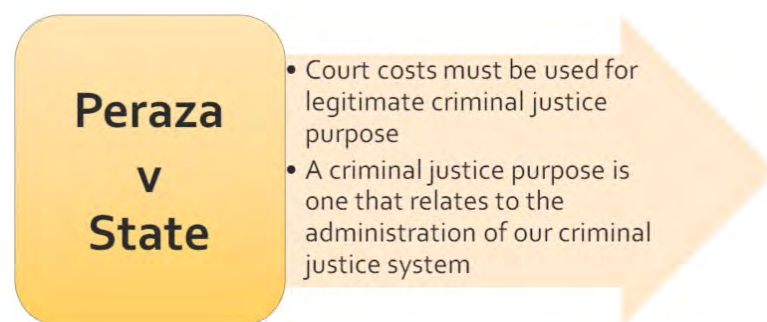 Peraza
v
State
• Court costs must be used for
legitimate criminal justice
purpose
• A criminal justice purpose is
one that relates to the
administration of our criminal
justice system